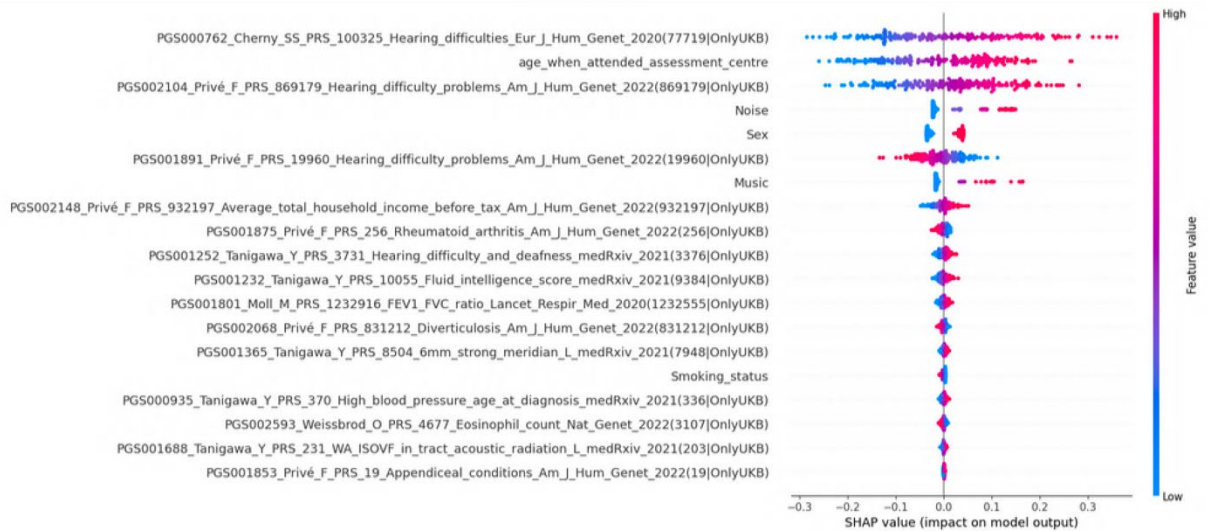 High
PGS000762_Cherny_SS_PRS_100325_Hearing_difficulties_Eur_J_Hum_Genet_2020(77719|OnlyUKB)
age_when_attended_assessment_centre
PGS002104_Privé_F_PRS_869179_Hearing_difficulty_problems_Am_J_Hum_Genet_2022(869179|OnlyUKB)
Noise
Sex
PGS001891_Privé_F_PRS_19960_Hearing_difficulty_problems_Am_J_Hum_Genet_2022(19960|OnlyUKB)
Music
PGS002148_Privé_F_PRS_932197_Average_total_household_income_before_tax_Am_J_Hum_Genet_2022(932197|OnlyUKB)
PGS001875_Privé_F_PRS_256_Rheumatoid_arthritis_Am_J_Hum_Genet_2022(256|OnlyUKB)
PGS001252_Tanigawa_Y_PRS_3731_Hearing_difficulty_and_deafness_medRxiv_2021(3376|OnlyUKB)
PGS001232_Tanigawa_Y_PRS_10055_Fluid_intelligence_score_medRxiv_2021(9384|OnlyUKB)
PGS001801_Moll_M_PRS_1232916_FEV1_FVC_ratio_Lancet_Respir_Med_2020(1232555|OnlyUKB)
PGS002068_Privé_F_PRS_831212_Diverticulosis_Am_J_Hum_Genet_2022(831212|OnlyUKB)
PGS001365_Tanigawa_Y_PRS_8504_6mm_strong_meridian_L_medRxiv_2021(7948|OnlyUKB)
Smoking_status
PGS000935_Tanigawa_Y_PRS_370_High_blood_pressure_age_at_diagnosis_medRxiv_2021(336|OnlyUKB)
PGS002593_Weissbrod_O_PRS_4677_Eosinophil_count_Nat_Genet_2022(3107|OnlyUKB)
PGS001688_Tanigawa_Y_PRS_231_WA_ISOVF_in_tract_acoustic_radiation_L_medRxiv_2021(203|OnlyUKB)
PGS001853_Privé_F_PRS_19_Appendiceal_conditions_Am_J_Hum_Genet_2022(19|OnlyUKB)
Feature value
Low
−0.3 −0.2 −0.1 0.0 0.1 0.2 0.3
SHAP value (impact on model output)